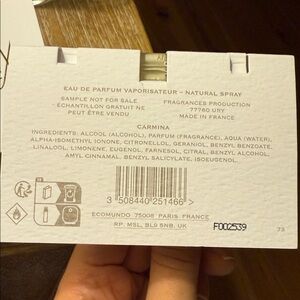 EAU DE PARFUM VAPORISATEUR – NATURAL SPRAY
SAMPLE NOT FOR SALE
ÉCHANTILLON GRATUIT NE
PEUT ÊTRE VENDU
FRAGRANCES PRODUCTION
77760 URY
MADE IN FRANCE
CARMINA
INGREDIENTS: ALCOOL (ALCOHOL), PARFUM (FRAGRANCE), AQUA (WATER),
ALPHA-ISOMETHYL IONONE, CITRONELLOL, GERANIOL, BENZYL BENZOATE,
LINALOOL, LIMONENE, EUGENOL, FARNESOL, CITRAL, BENZYL ALCOHOL,
AMYL CINNAMAL, BENZYL SALICYLATE, ISOEUGENOL.
3 508440 251466 >
ECOMUNDO 75008 PARIS FRANCE
RP. MSL, BL9 5NB, UK
F002539
73